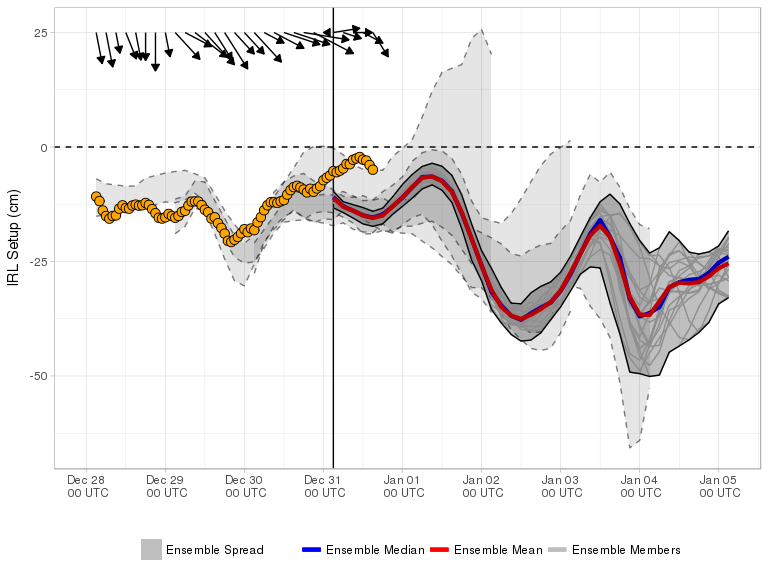 25
0
-25
-50
IRL Setup (cm)
Dec 28 Dec 29 Dec 30 Dec 31 Jan 01 Jan 02 Jan 03 Jan 04 Jan 05
00 UTC 00 UTC 00 UTC 00 UTC 00 UTC 00 UTC 00 UTC 00 UTC 00 UTC
Ensemble Spread Ensemble Median Ensemble Mean Ensemble Members